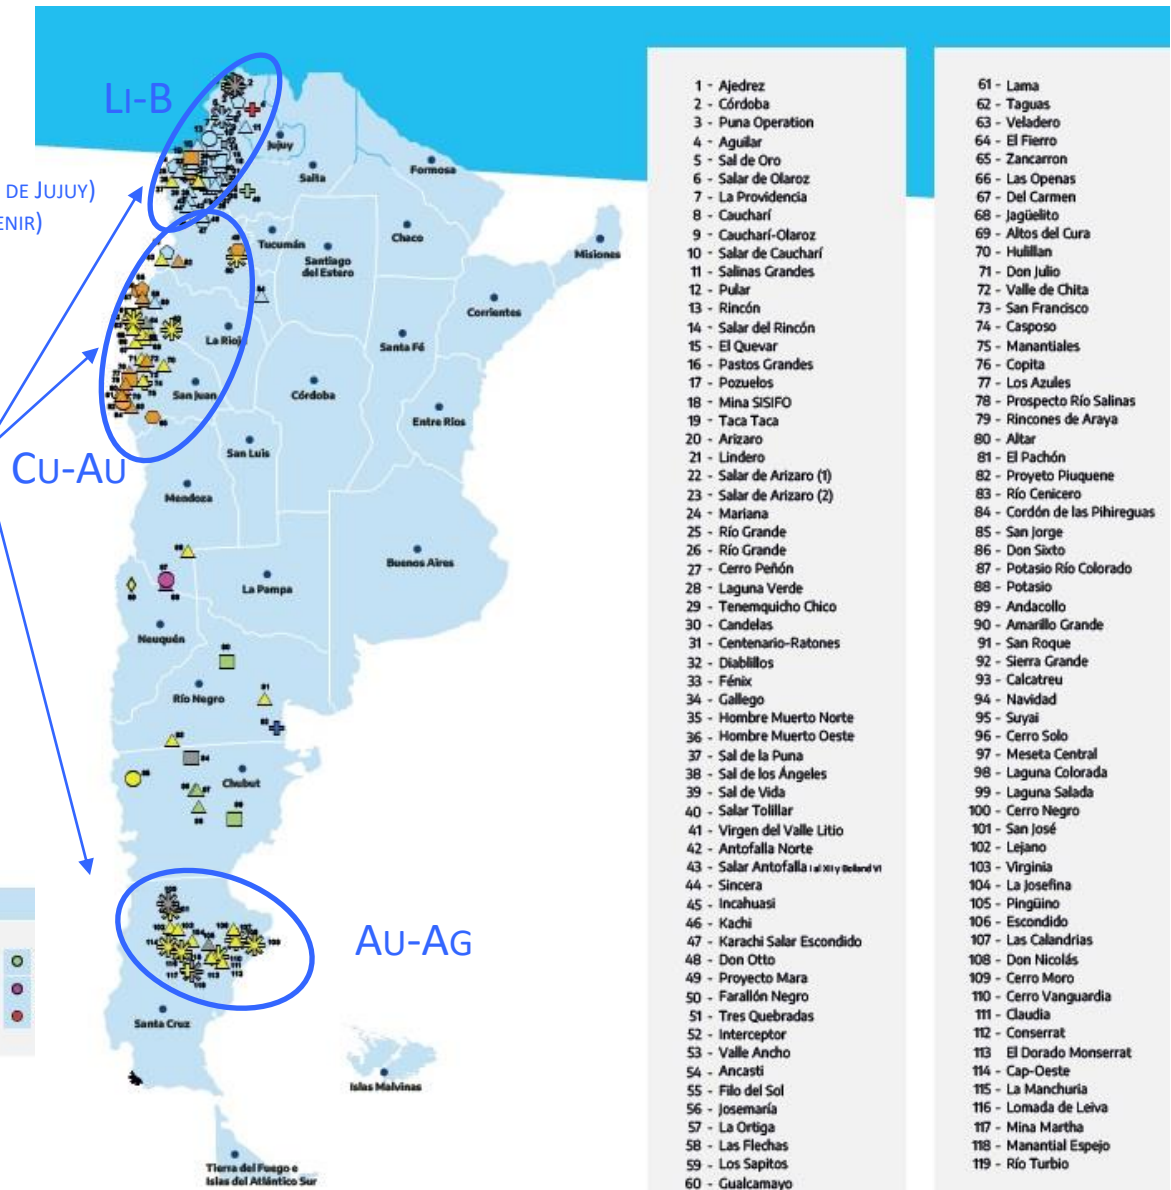 LI-B
DE JUJUY)
ENIR)
CU-AU
AU-AG
Jujuy
Salta
Formosa
Tucumán
Chaco
Misiones
Santiago
del Estero
Corrientes
La Rioja
Santa Fé
San Juan
Córdoba
Entre Rios
San Luis
Mendoza
Buenos Aires
La Pampa
Neuquén
Río Negro
Chubut
Santa Cruz
Islas Malvinas
Tierra del Fuego e
Islas del Atlántico Sur
1 - Ajedrez
2 - Córdoba
3 - Puna Operation
4 - Aguilar
5 - Sal de Oro
6 - Salar de Olaroz
7 - La Providencia
8 - Cauchari
9 - Cauchari-Olaroz
10 - Salar de Cauchari
11 - Salinas Grandes
12 - Pular
13 - Rincón
14 - Salar del Rincón
15 - El Quevar
16 - Pastos Grandes
17 - Pozuelos
18 - Mina SISIFO
19 - Taca Taca
20 - Arizaro
21 - Lindero
22 - Salar de Arizaro (1)
23 - Salar de Arizaro (2)
24 - Mariana
25 - Río Grande
26 - Río Grande
27 - Cerro Peñón
28 - Laguna Verde
29 - Tenemquicho Chico
30 - Candelas
31 - Centenario-Ratones
32 - Diablillos
33 - Fénix
34 - Gallego
35 - Hombre Muerto Norte
36 - Hombre Muerto Oeste
37 - Sal de la Puna
38 - Sal de los Ángeles
39 - Sal de Vida
40 - Salar Tolillar
41 - Virgen del Valle Litio
42 - Antofalla Norte
43 - Salar Antofalla I al XII y Boland VI
44 - Sincera
45 - Incahuasi
46 - Kachi
47 - Karachi Salar Escondido
48 - Don Otto
49 - Proyecto Mara
50 - Farallón Negro
51 - Tres Quebradas
52 - Interceptor
53 - Valle Ancho
54 - Ancasti
55 - Filo del Sol
56 - Josemaría
57 - La Ortiga
58 - Las Flechas
59 - Los Sapitos
60 - Gualcamayo
61 - Lama
62 - Taguas
63 - Veladero
64 - El Fierro
65 - Zancarron
66 - Las Openas
67 - Del Carmen
68 - Jagüelito
69 - Altos del Cura
70 - Hulillan
71 - Don Julio
72 - Valle de Chita
73 - San Francisco
74 - Casposo
75 - Manantiales
76 - Copita
77 - Los Azules
78 - Prospecto Río Salinas
79 - Rincones de Araya
80 - Altar
81 - El Pachón
82 - Proyeto Piuquene
83 - Río Cenicero
84 - Cordón de las Pihireguas
85 - San Jorge
86 - Don Sixto
87 - Potasio Río Colorado
88 - Potasio
89 - Andacollo
90 - Amarillo Grande
91 - San Roque
92 - Sierra Grande
93 - Calcatreu
94 - Navidad
95 - Suyai
96 - Cerro Solo
97 - Meseta Central
98 - Laguna Colorada
99 - Laguna Salada
100 - Cerro Negro
101 - San José
102 - Lejano
103 - Virginia
104 - La Josefina
105 - Pingüino
106 - Escondido
107 - Las Calandrias
108 - Don Nicolás
109 - Cerro Moro
110 - Cerro Vanguardia
111 - Claudia
112 - Conserrat
113 El Dorado Monserrat
114 - Cap-Oeste
115 - La Manchuria
116 - Lomada de Leiva
117 - Mina Martha
118 - Manantial Espejo
119 - Río Turbio